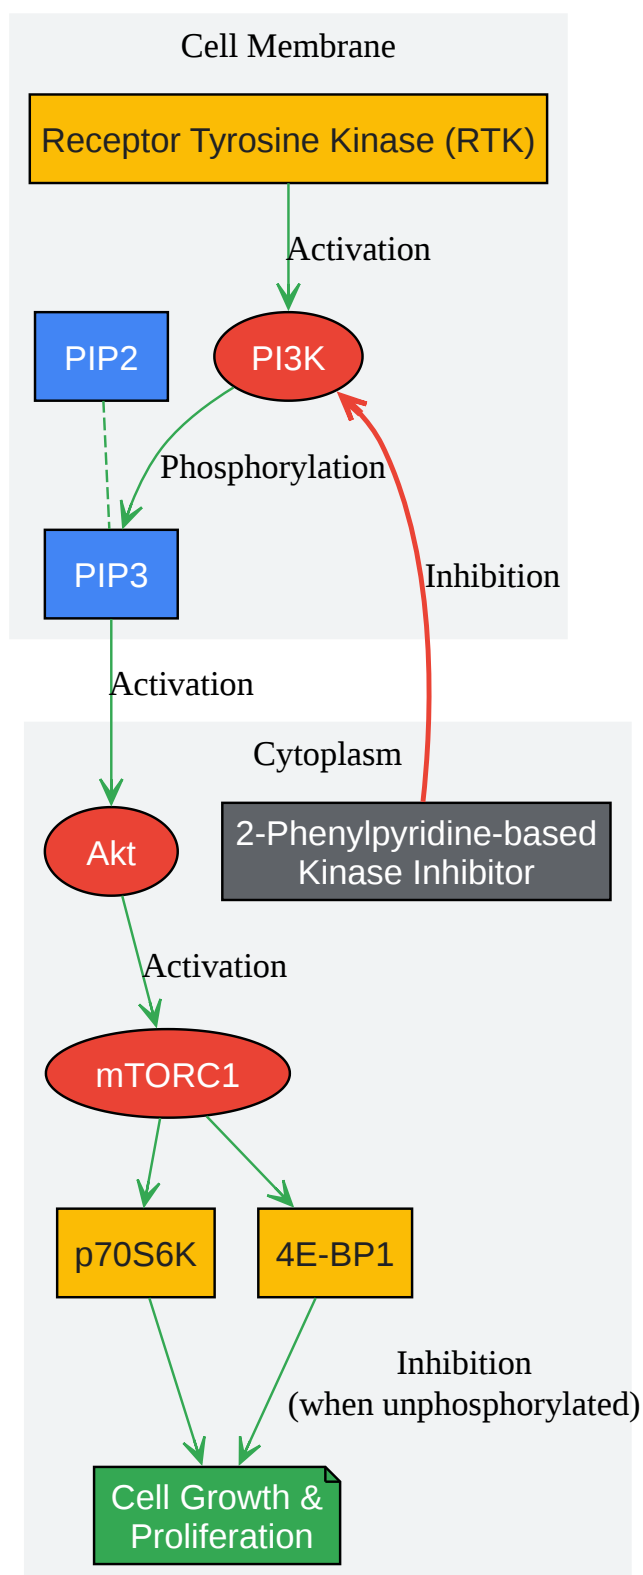 Cell Membrane
Receptor Tyrosine Kinase (RTK)
Activation
PIP2
PI3K
Phosphorylation
PIP3
Inhibition
Activation
Cytoplasm
2-Phenylpyridine-based
Kinase Inhibitor
Akt
Activation
mTORC1
p70S6K
4E-BP1
Inhibition
(when unphosphorylated)
Cell Growth &
Proliferation